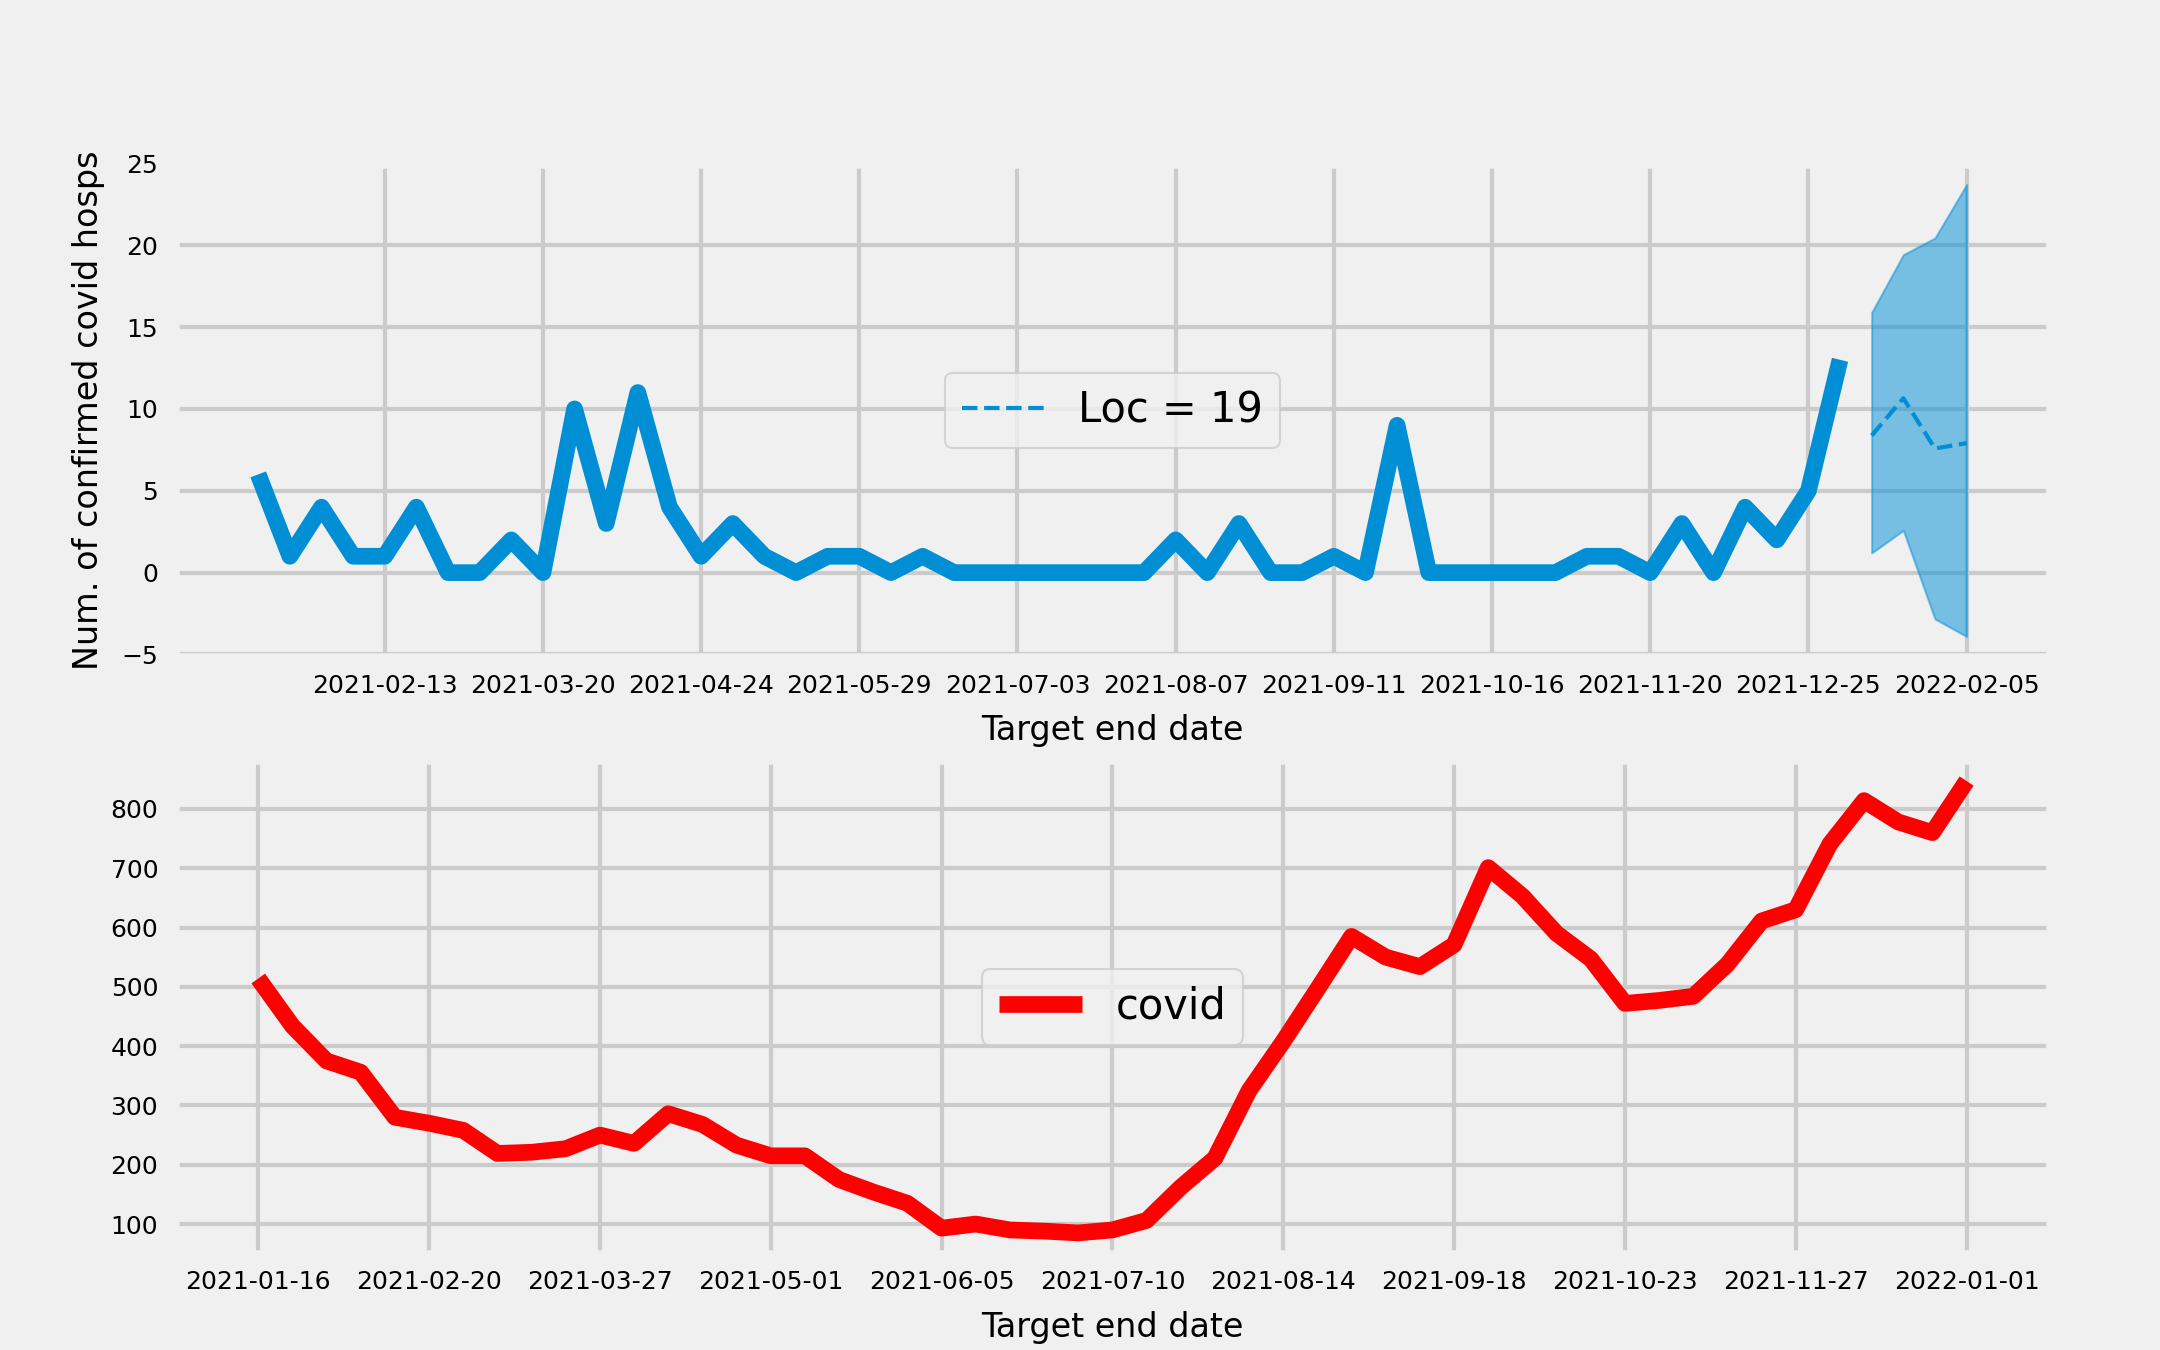 Num. of confirmed covid hosps
25
20
15
10
5
0
−5
Loc = 19
2021-02-13 2021-03-20 2021-04-24 2021-05-29 2021-07-03 2021-08-07 2021-09-11 2021-10-16 2021-11-20 2021-12-25 2022-02-05
Target end date
800
700
600
500
400
300
200
100
covid
2021-01-16 2021-02-20 2021-03-27 2021-05-01 2021-06-05 2021-07-10 2021-08-14 2021-09-18 2021-10-23 2021-11-27 2022-01-01
Target end date